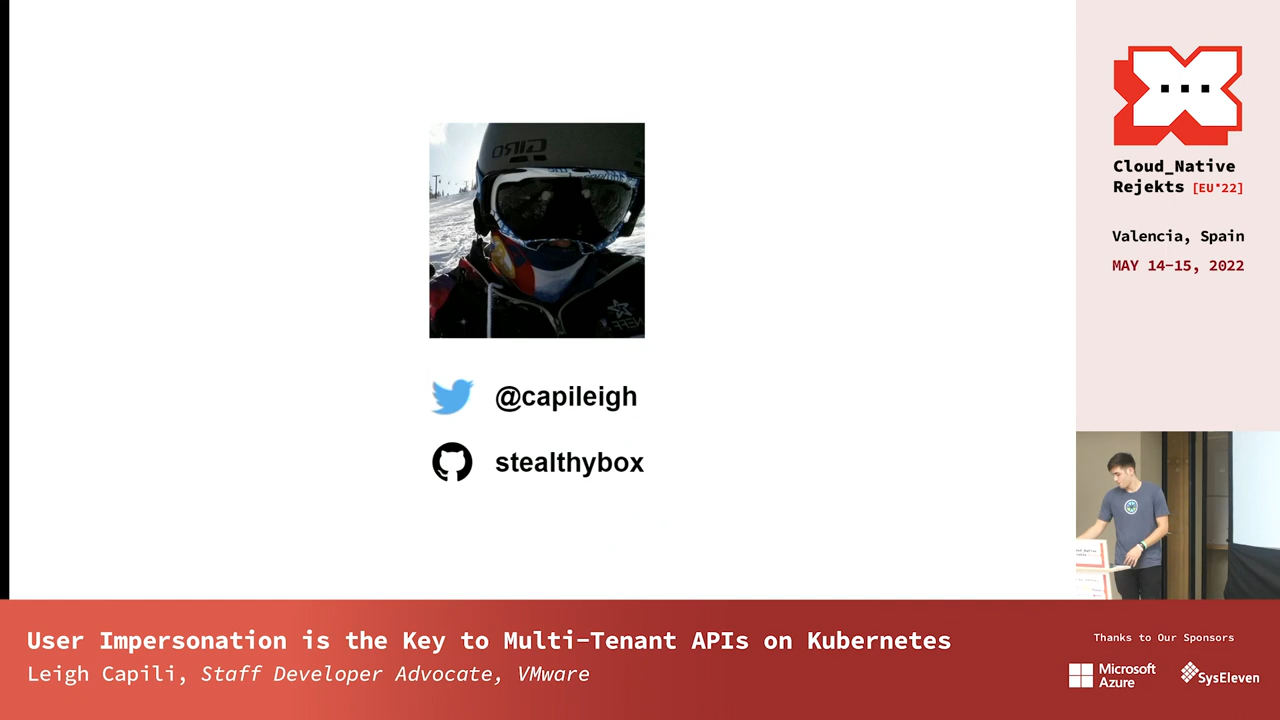 GIRO
@capileigh
stealthybox
NEFF
Cloud_Native
Rejekts [EU*22]
Valencia, Spain
MAY 14-15, 2022
User Impersonation is the Key to Multi-Tenant APIs on Kubernetes
Leigh Capili, Staff Developer Advocate, VMware
Thanks to Our Sponsors
Microsoft
Azure
SysEleven